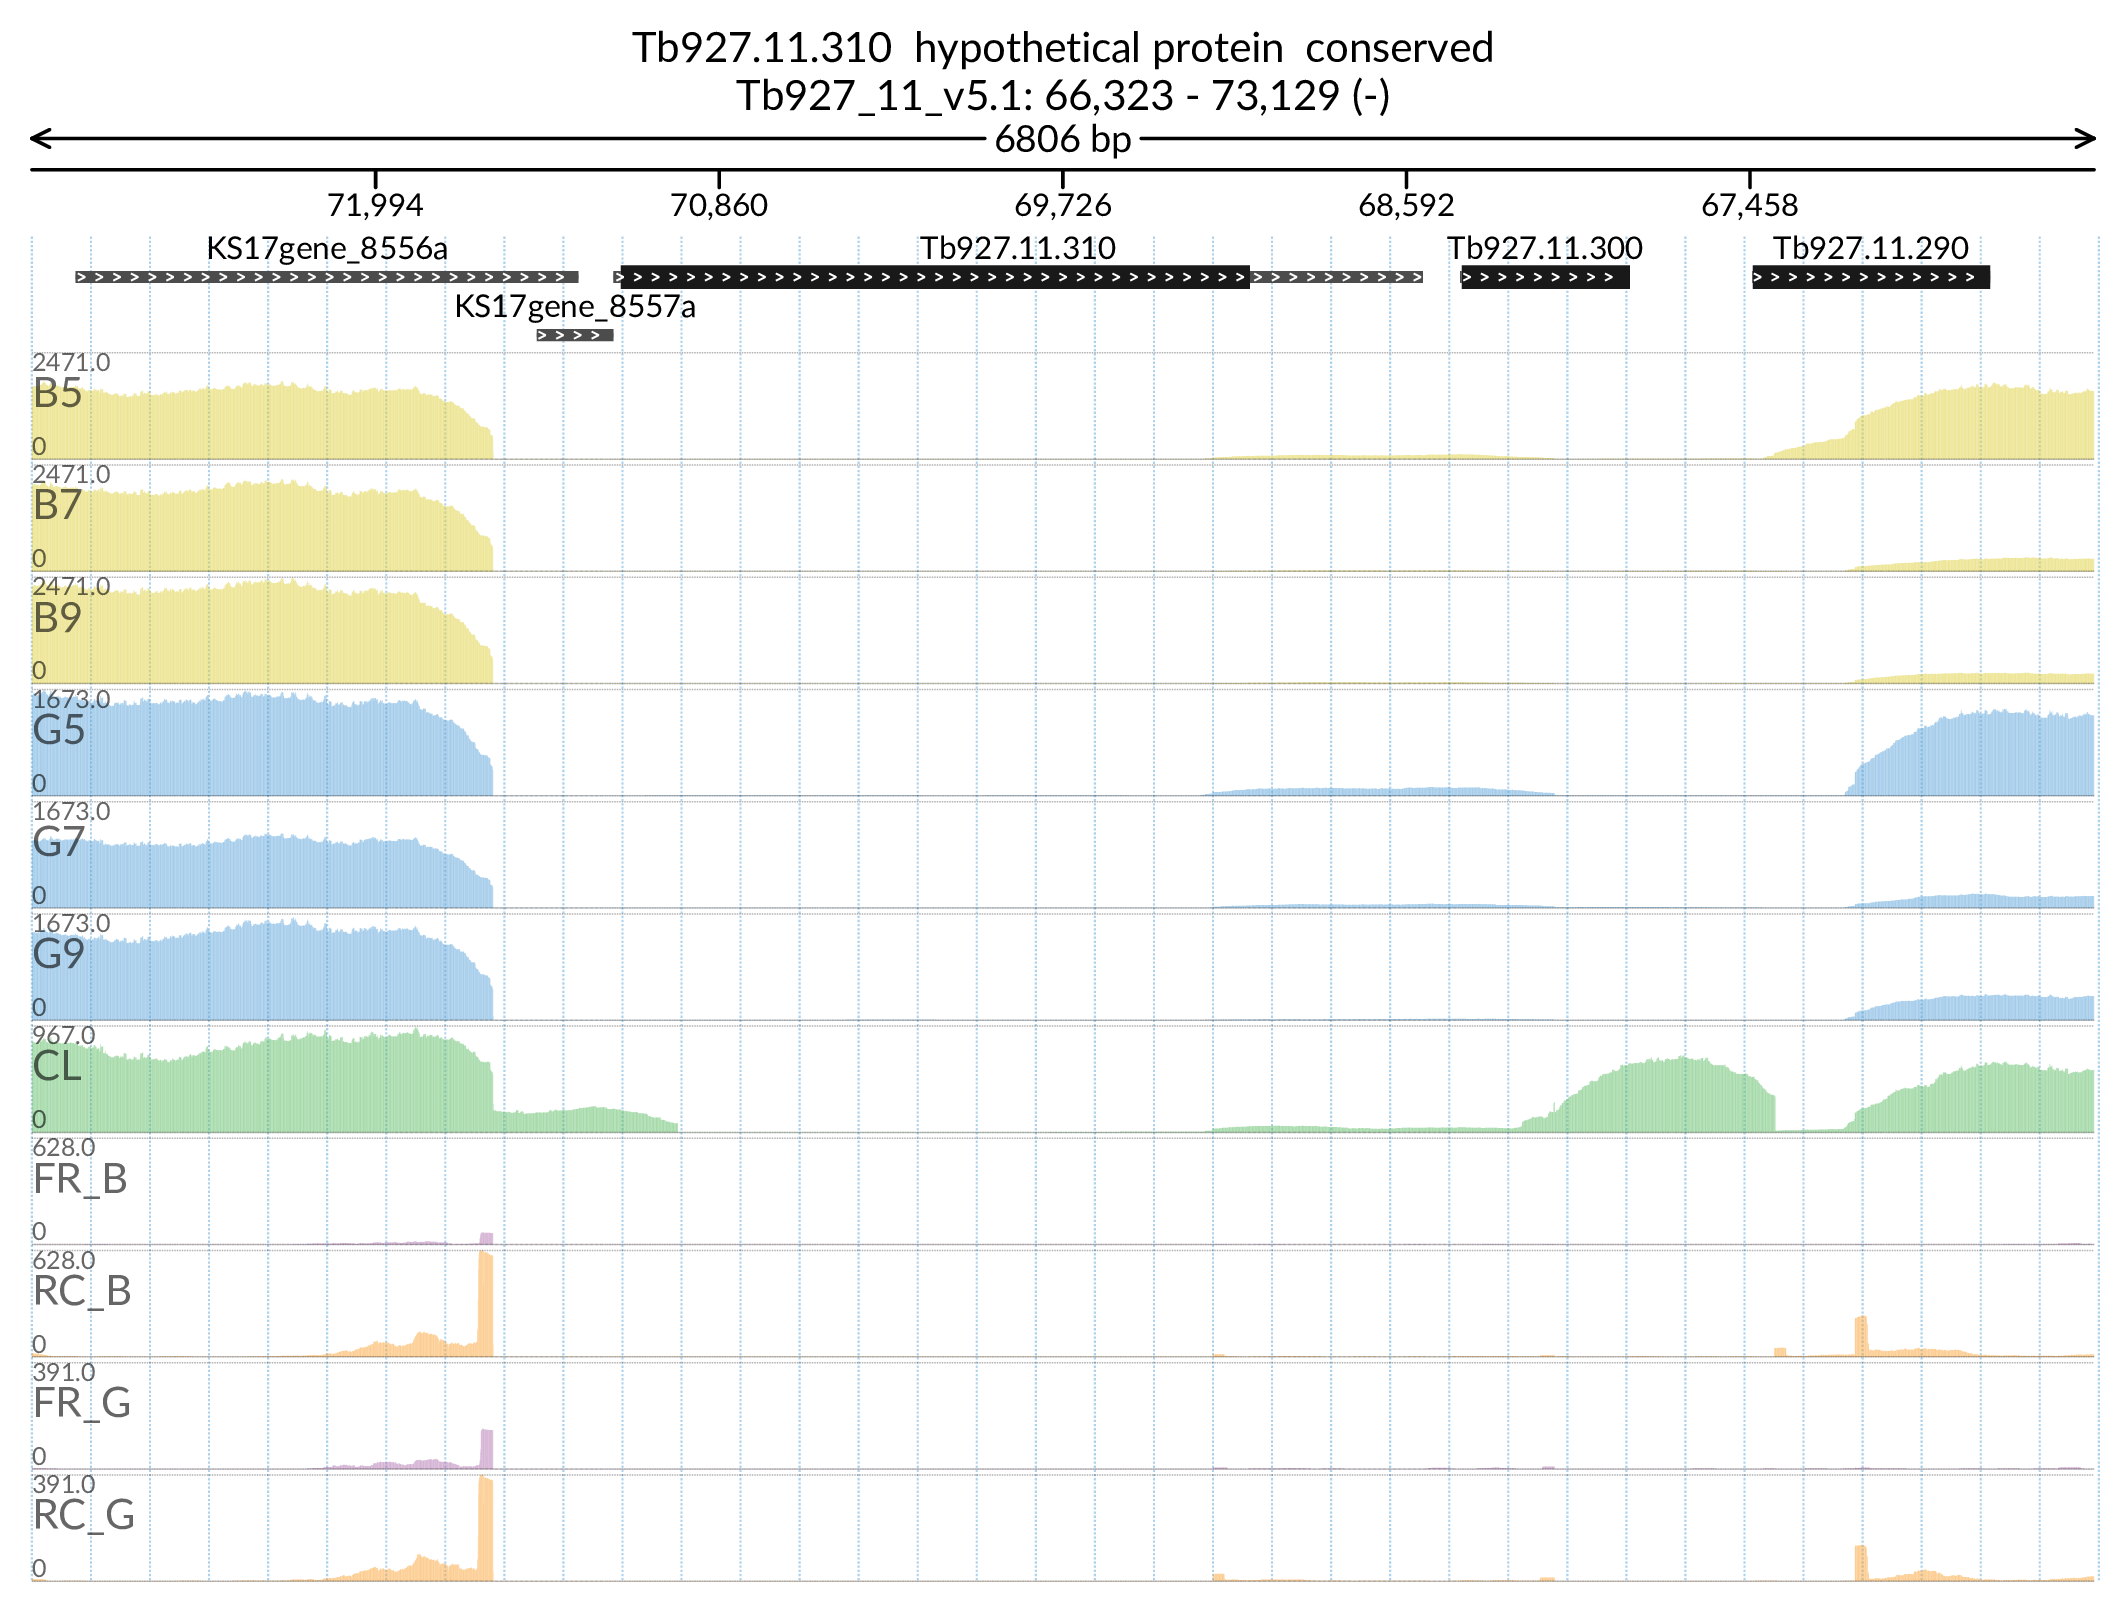 Tb927.11.310  hypothetical protein  conserved
Tb927_11_v5.1: 66,323 - 73,129 (-)
6806 bp
71,994 70,860 69,726 68,592 67,458
KS17gene_8556a Tb927.11.310 Tb927.11.300 Tb927.11.290
KS17gene_8557a
2471.0
B5
0
2471.0
B7
0
2471.0
B9
0
1673.0
G5
0
1673.0
G7
0
1673.0
G9
0
967.0
CL
0
628.0
FR_B
0
628.0
RC_B
0
391.0
FR_G
0
391.0
RC_G
0